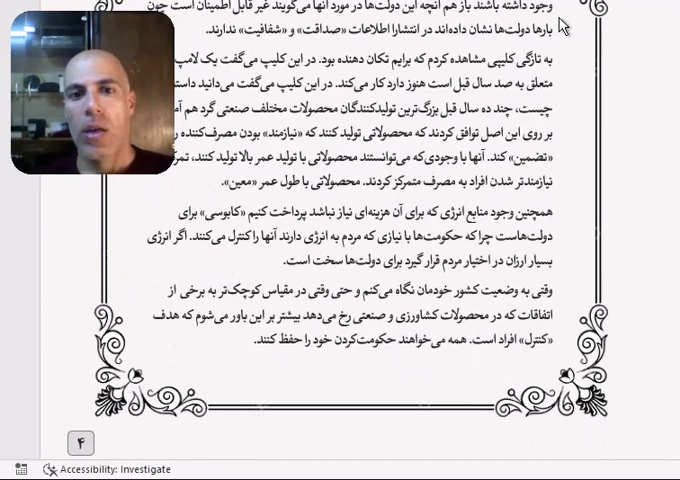 وجود داشته باشند باز هم آنچه این دولت‌ها در مورد آنها می‌گویند غیر قابل اطمینان است چون
بارها دولت‌ها نشان داده‌اند در انتشارا اطلاعات «صداقت» و «شفافیت» ندارند.
به تازگی کلیپی مشاهده کردم که برایم تکان دهنده بود. در این کلیپ می‌گفت یک لامپ
متعلق به صد سال قبل است هنوز دارد کار می‌کند. در این کلیپ می‌گفت می‌دانید داستا
چیست، چند ده سال قبل بزرگ‌ترین تولیدکنندگان محصولات مختلف صنعتی گرد هم آم
بر روی این اصل توافق کردند که محصولاتی تولید کنند که «نیازمند» بودن مصرف‌کننده ر
«تضمین» کند. آنها با وجودی‌که می‌توانستند محصولاتی با تولید عمر بالا تولید کنند، تمرک
نیازمندتر شدن افراد به مصرف متمرکز کردند. محصولاتی با طول عمر «معین».
همچنین وجود منابع انرژی که برای آن هزینه‌ای نیاز نباشد پرداخت کنیم «کابوسی» برای
دولت‌هاست چرا که حکومت‌ها با نیازی که مردم به انرژی دارند آنها را کنترل می‌کنند. اگر انرژی
بسیار ارزان در اختیار مردم قرار گیرد برای دولت‌ها سخت است.
وقتی به وضعیت کشور خودمان نگاه می‌کنم و حتی وقتی در مقیاس کوچک‌تر به برخی از
اتفاقات که در محصولات کشاورزی و صنعتی رخ می‌دهد بیشتر بر این باور می‌شوم که هدف
«کنترل» افراد است. همه می‌خواهند حکومت‌کردن خود را حفظ کنند.
۴
Accessibility: Investigate